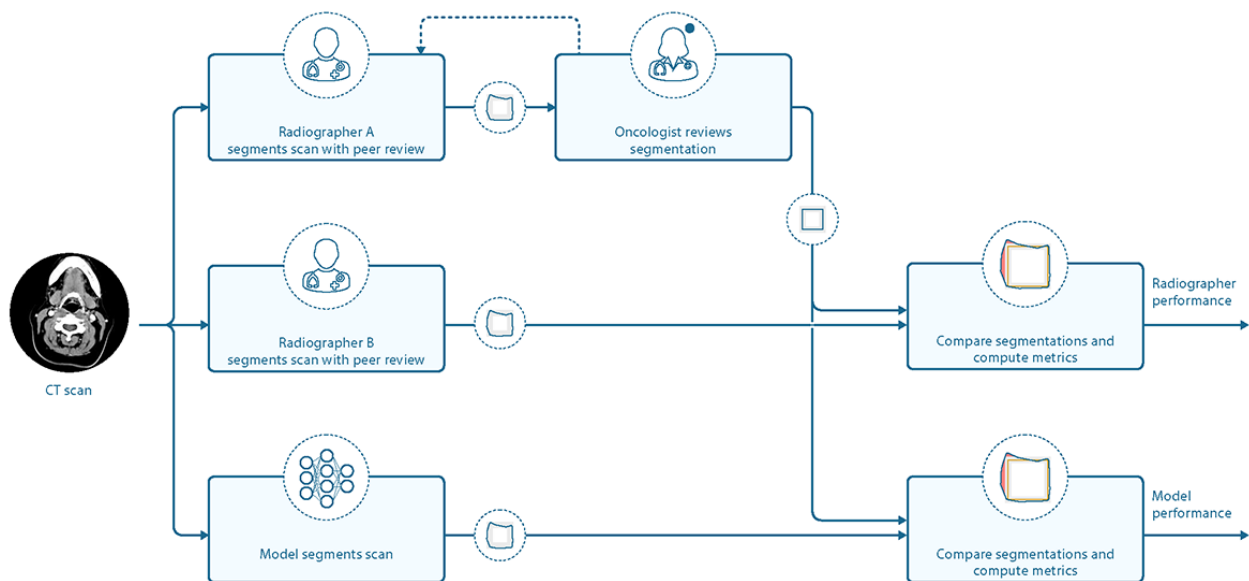 Radiographer A
segments scan with peer review
Oncologist reviews
segmentation
Radiographer B
segments scan with peer review
CT scan
Radiographer
performance
Compare segmentations and
compute metrics
Model segments scan
Model
performance
Compare segmentations and
compute metrics